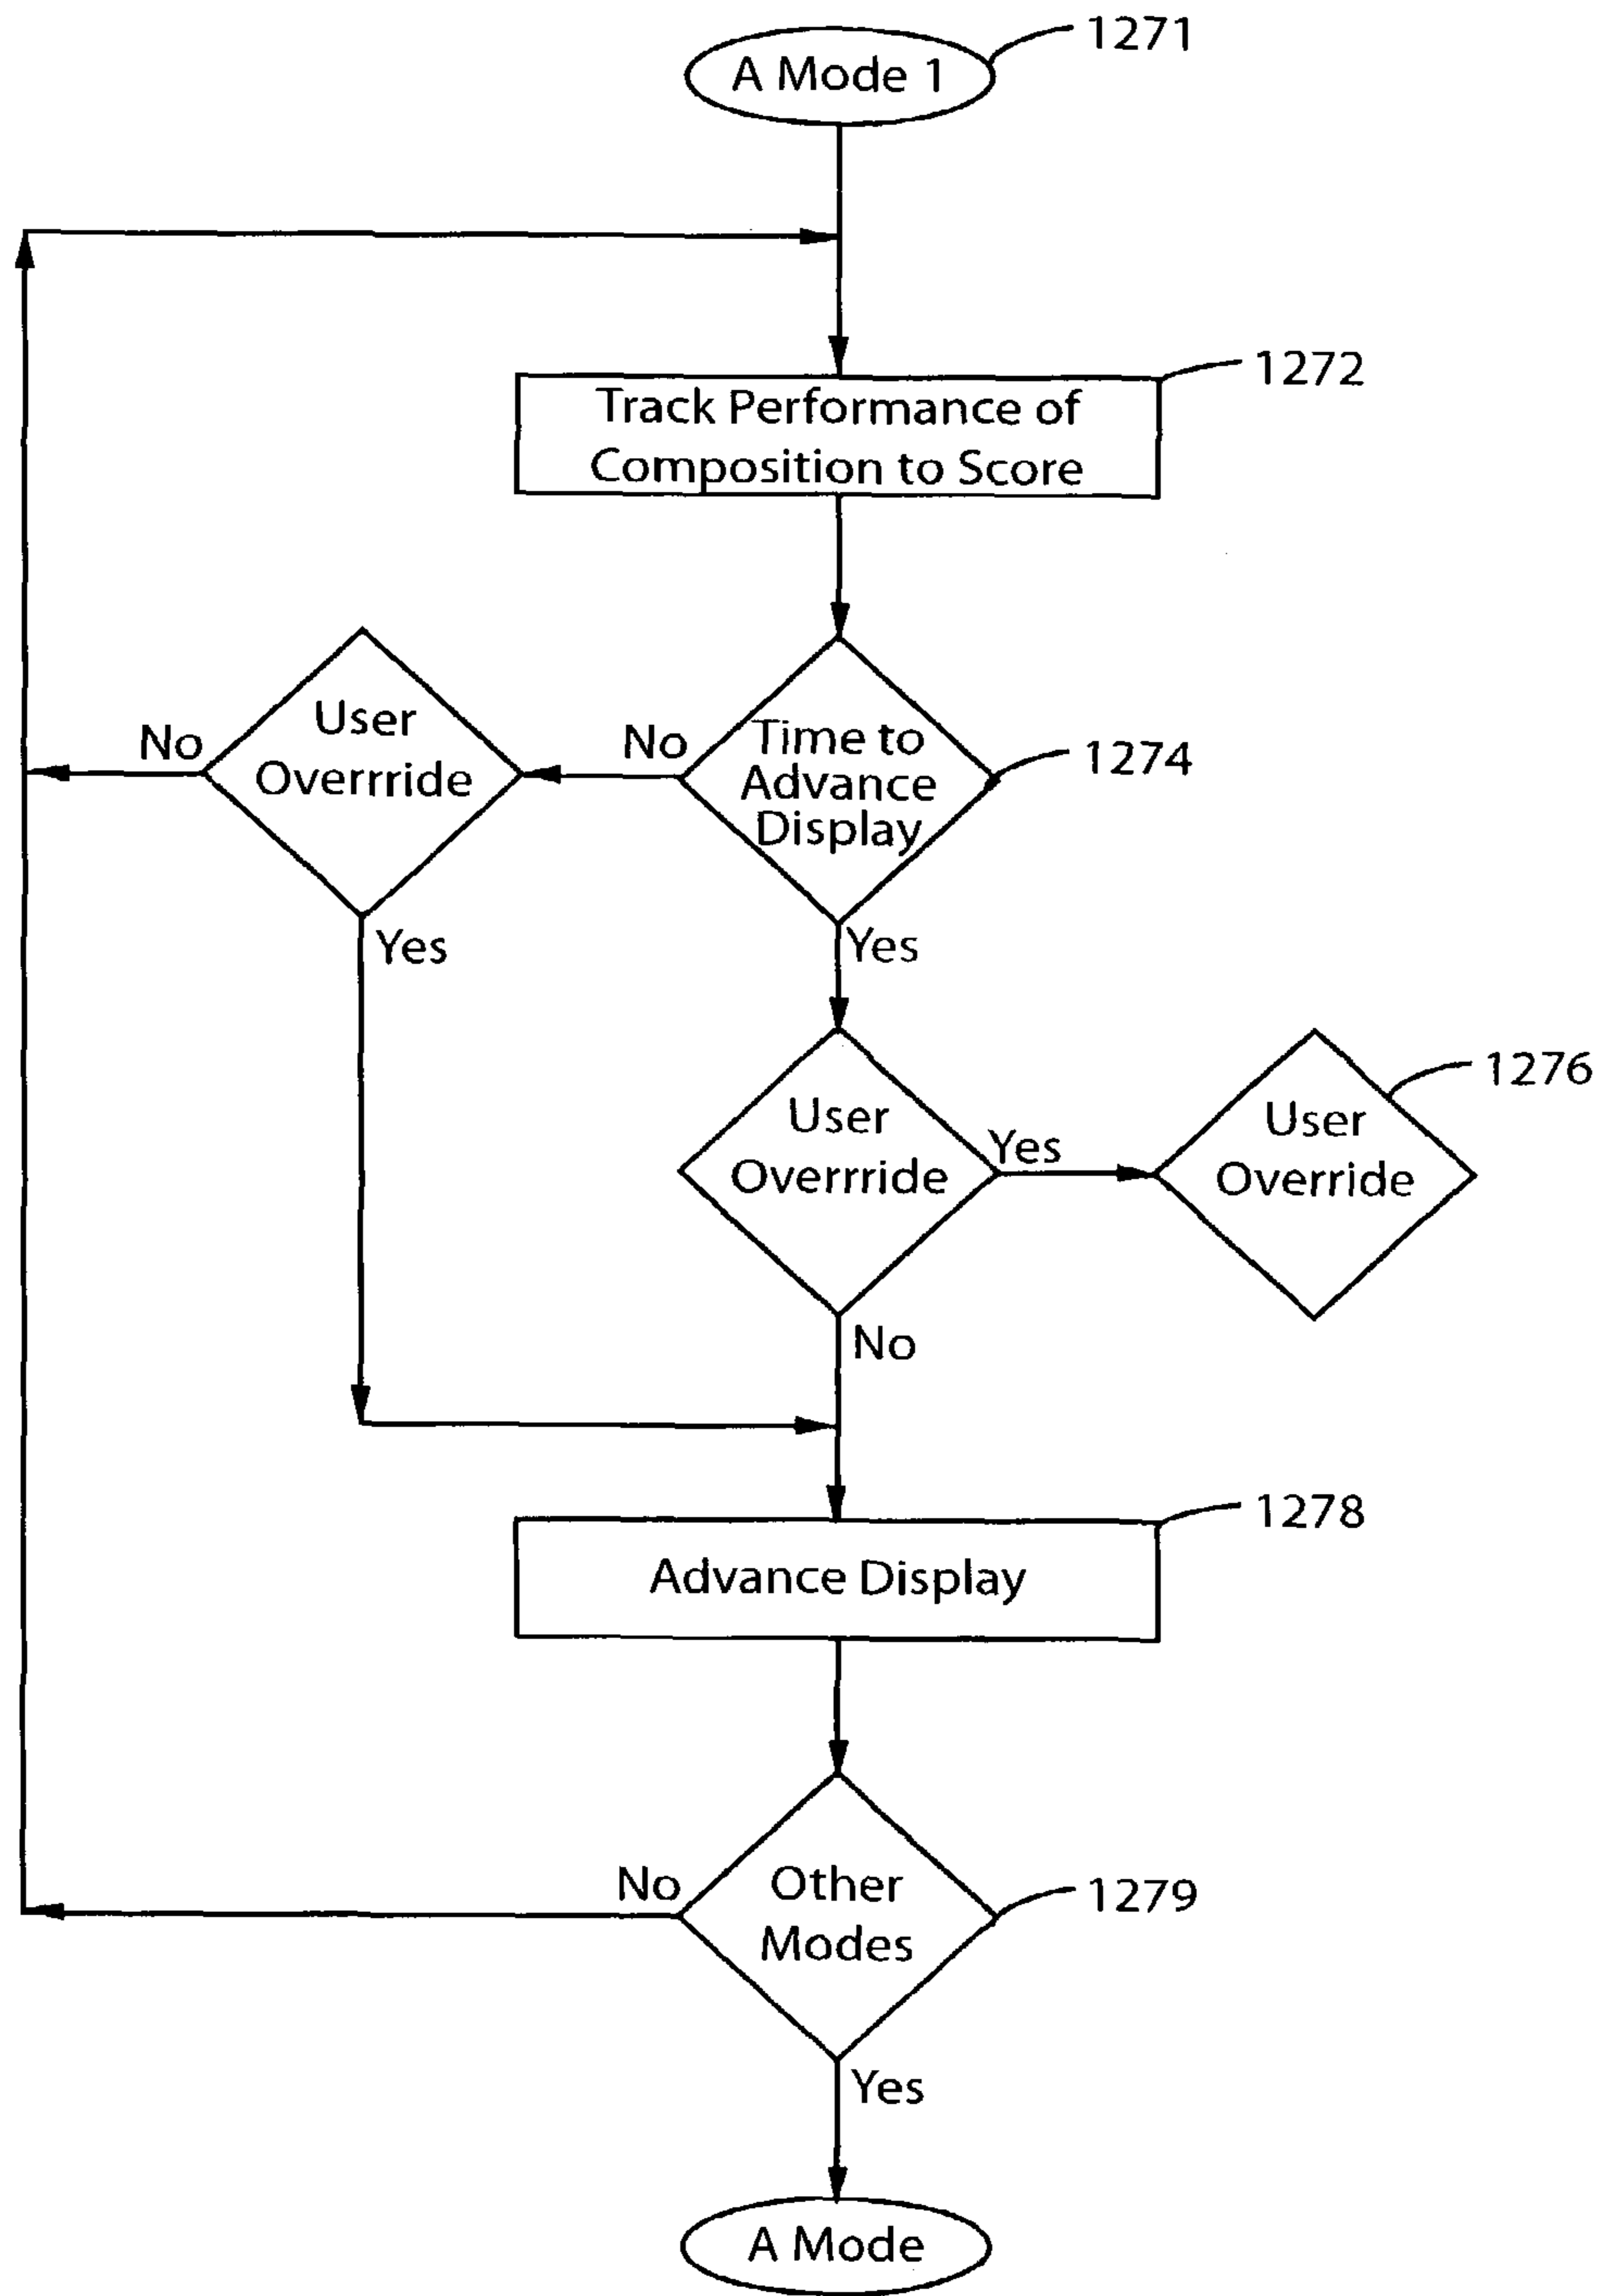 1271
A Mode 1
1272
Track Performance of
Composition to Score
User
Overrride
No
No
Time to
Advance
Display
1274
Yes
Yes
User
Overrride
Yes
1276
User
Override
No
1278
Advance Display
No
Other
Modes
1279
Yes
A Mode